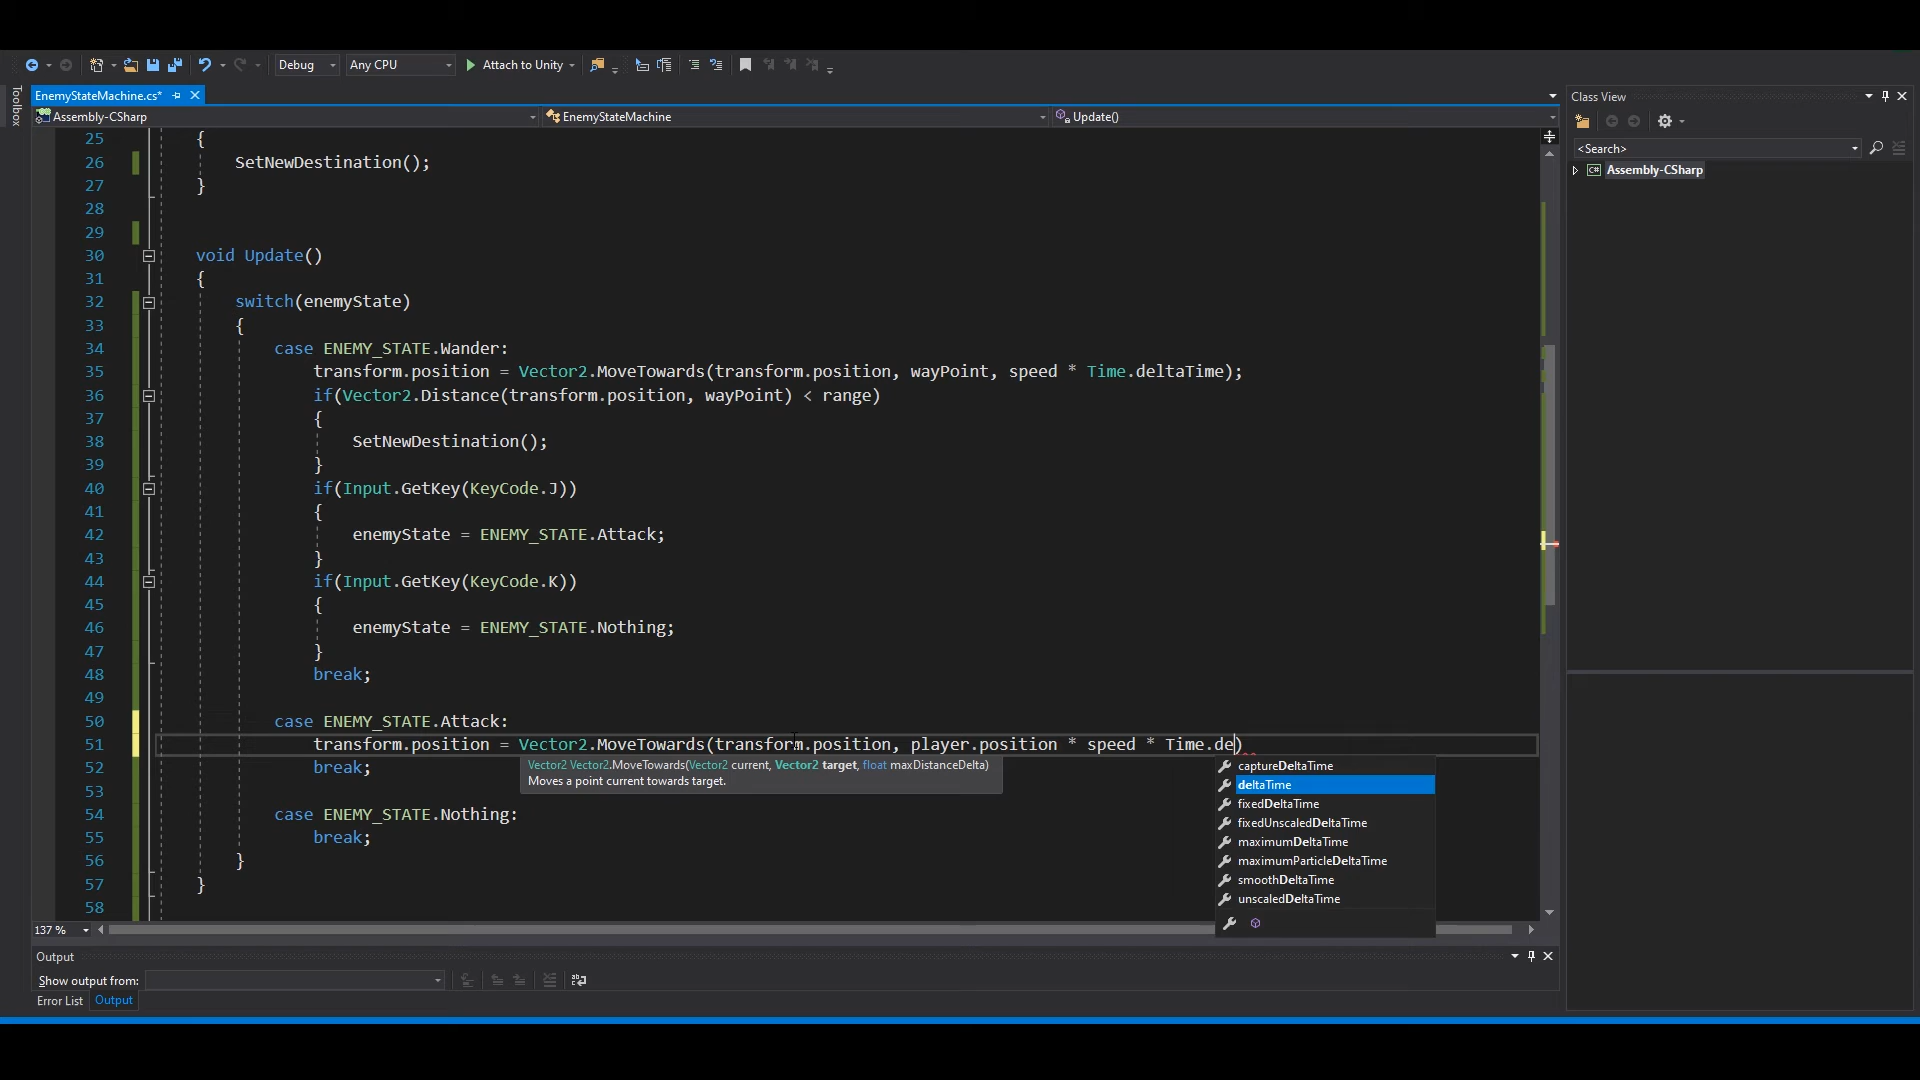 Debug Any CPU Attach to Unity
Toolbox
EnemyStateMachine.cs*
Assembly-CSharp EnemyStateMachine Update()
25 {
26 SetNewDestination();
27 }
28
29
30 void Update()
31 {
32 switch(enemyState)
33 {
34 case ENEMY_STATE.Wander:
35 transform.position = Vector2.MoveTowards(transform.position, wayPoint, speed * Time.deltaTime);
36 if(Vector2.Distance(transform.position, wayPoint) < range)
37 {
38 SetNewDestination();
39 }
40 if(Input.GetKey(KeyCode.J))
41 {
42 enemyState = ENEMY_STATE.Attack;
43 }
44 if(Input.GetKey(KeyCode.K))
45 {
46 enemyState = ENEMY_STATE.Nothing;
47 }
48 break;
49
50 case ENEMY_STATE.Attack:
51 transform.position = Vector2.MoveTowards(transform.position, player.position * speed * Time.de)
52 break;
Vector2 Vector2.MoveTowards(Vector2 current, Vector2 target, float maxDistanceDelta)
Moves a point current towards target.
captureDeltaTime
deltaTime
fixedDeltaTime
fixedUnscaledDeltaTime
maximumDeltaTime
maximumParticleDeltaTime
smoothDeltaTime
unscaledDeltaTime
53
54 case ENEMY_STATE.Nothing:
55 break;
56 }
57 }
58
137 %
Output
Show output from:
Error List Output
Class View
<Search>
C# Assembly-CSharp